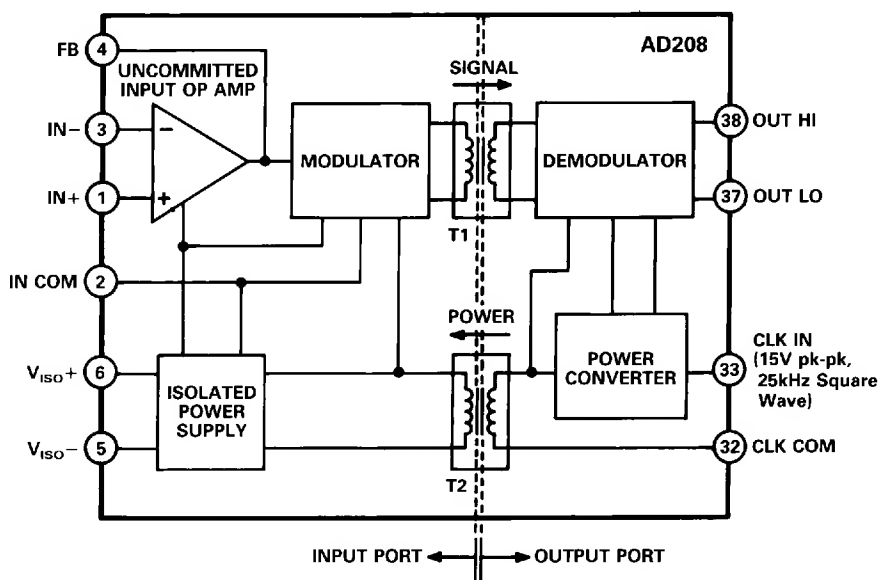 AD208
FB
4
UNCOMMITTED
INPUT OP AMP
SIGNAL
IN−
3
−
MODULATOR
DEMODULATOR
38
OUT HI
IN+
1
+
37
OUT LO
T1
IN COM
2
POWER
VISO+
6
ISOLATED
POWER
SUPPLY
POWER
CONVERTER
33
CLK IN
(15V pk-pk,
25kHz Square
Wave)
VISO−
5
32
CLK COM
T2
INPUT PORT
OUTPUT PORT